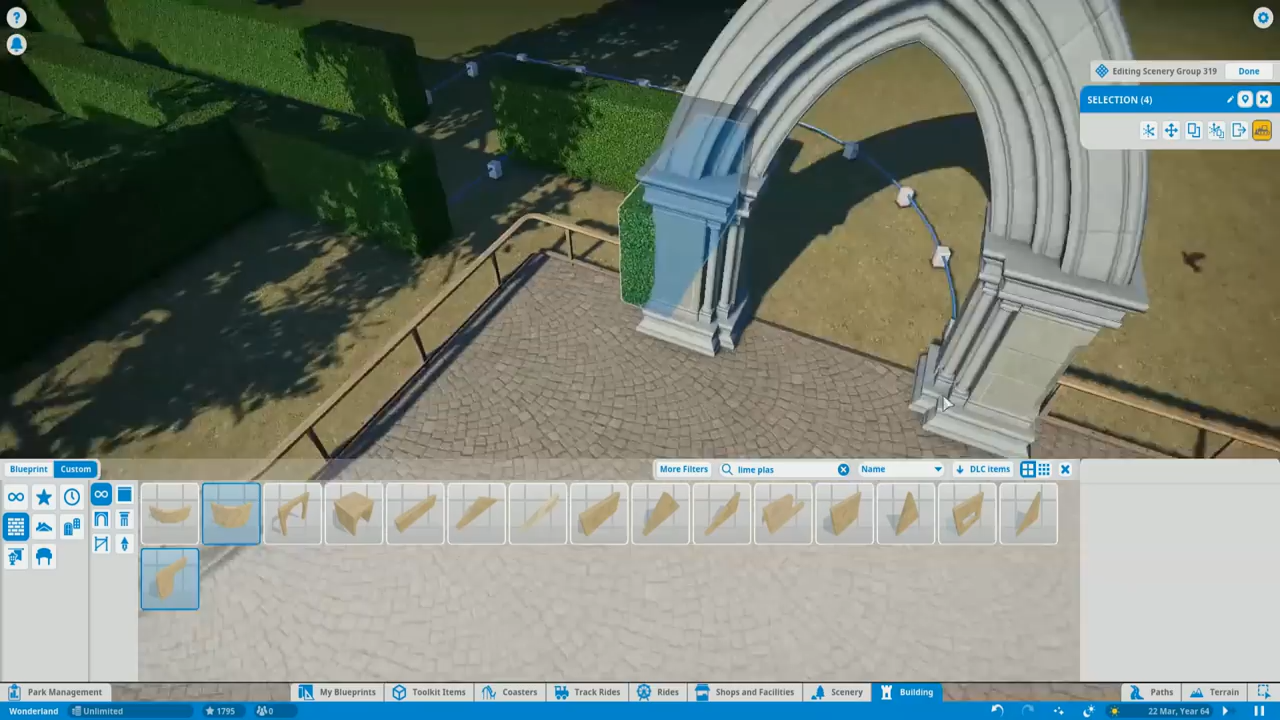 ?
Editing Scenery Group 319 Done
SELECTION (4)
Blueprint Custom More Filters lime plas Name DLC items
Park Management My Blueprints Toolkit Items Coasters Track Rides Rides Shops and Facilities Scenery Building Paths Terrain
Wonderland Unlimited 1795 0 22 Mar, Year 64